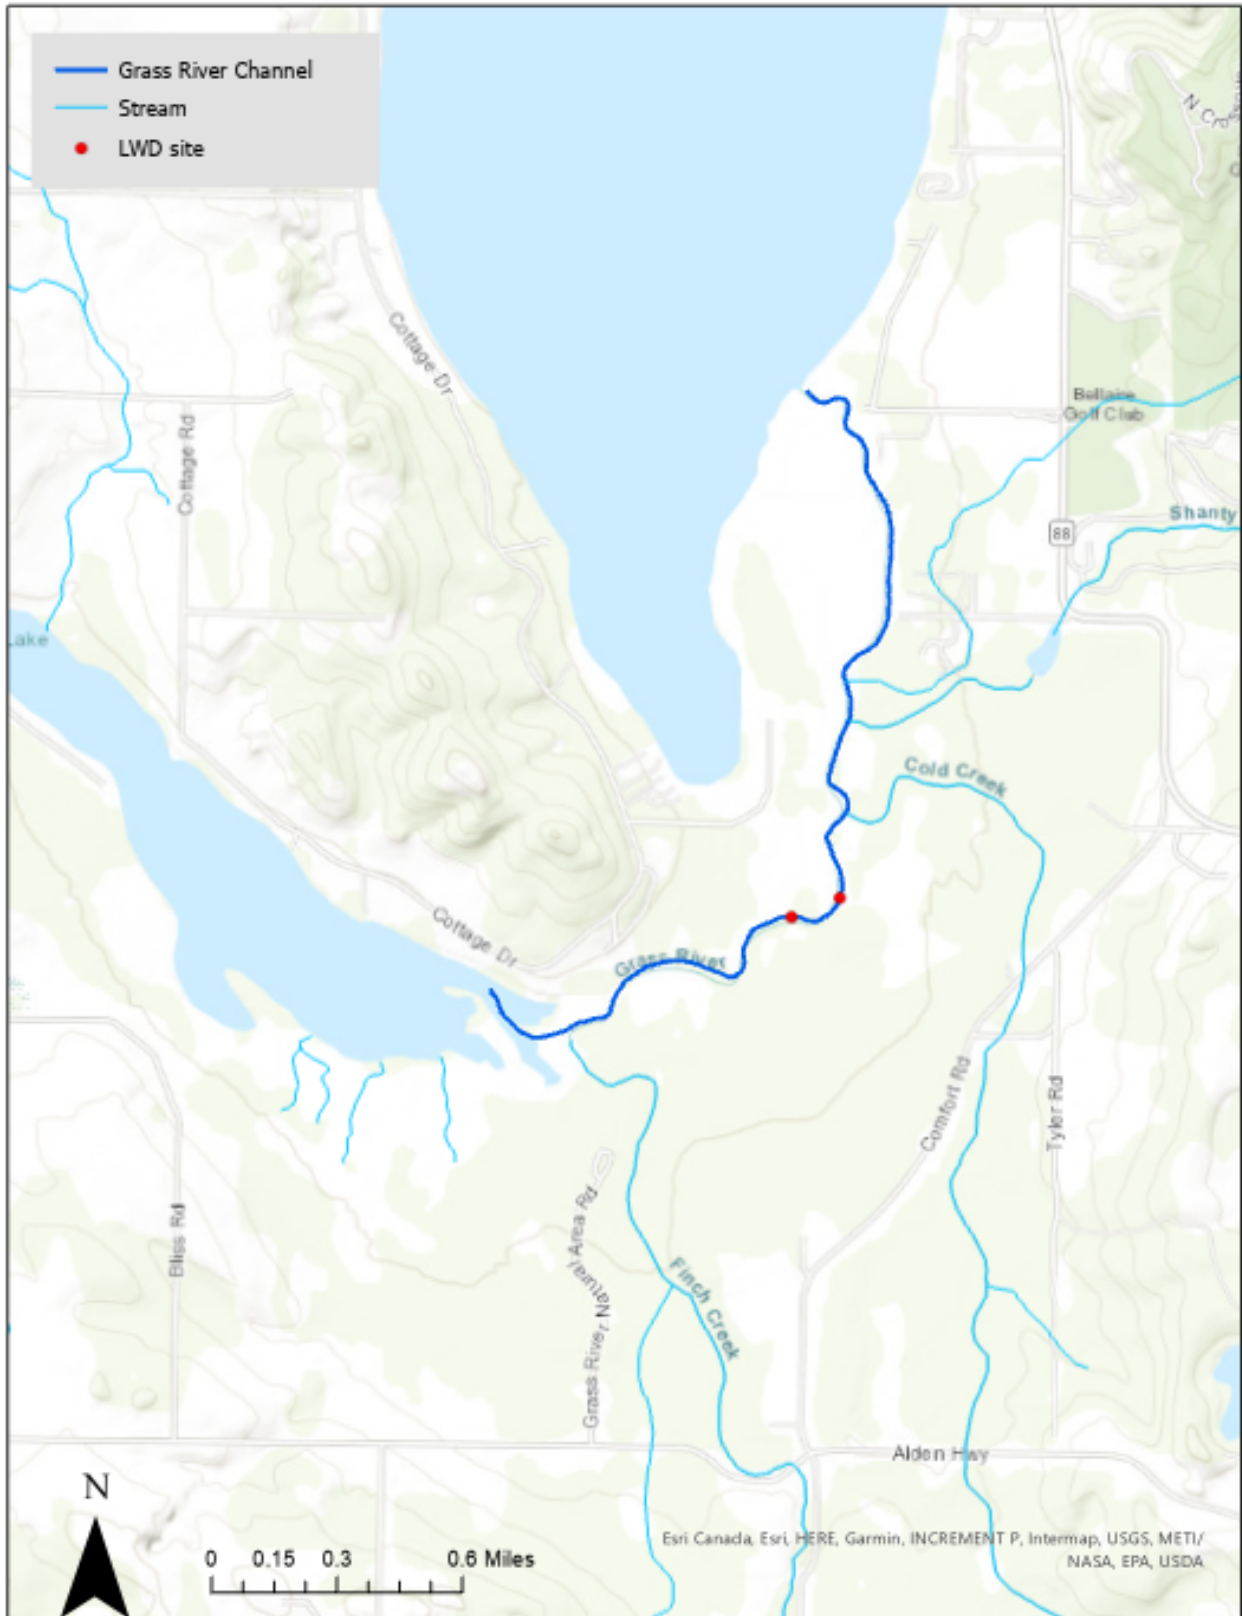 Grass River Channel
Stream
LWD site
Cottage Dr
Bellaire
Golf Club
Cottage Rd
Shanty
88
Lake
Cold Creek
Cottage Dr
Grass River
Comfort Rd
Tyler Rd
Bliss Rd
Grass River Natural Area Rd
Finch Creek
Alden Hwy
N
0 0.15 0.3 0.6 Miles
Esri Canada, Esri, HERE, Garmin, INCREMENT P, Intermap, USGS, METI/
NASA, EPA, USDA